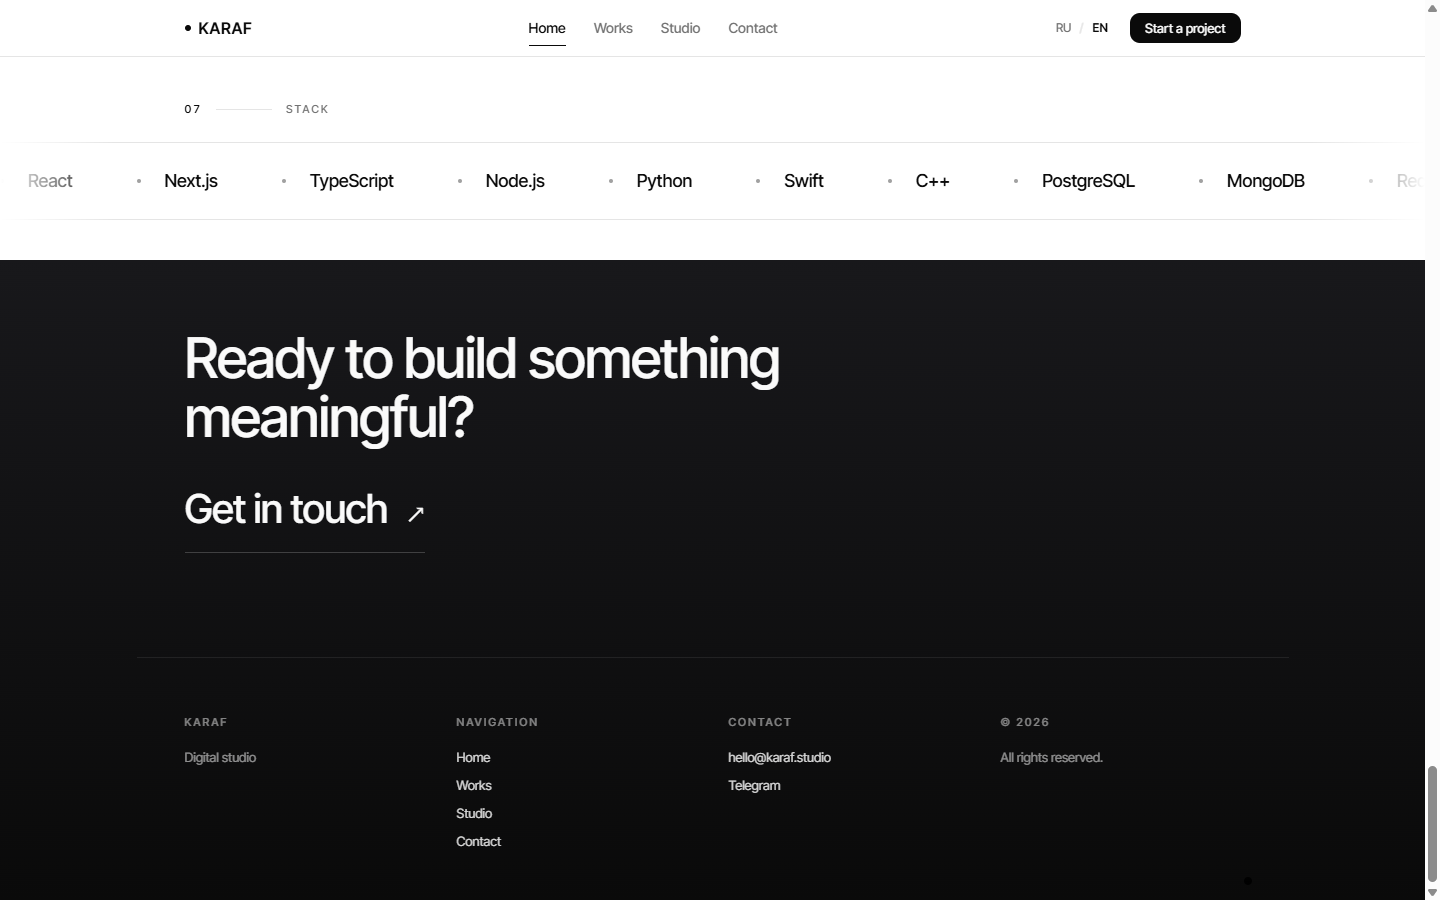 KARAF
Home Works Studio Contact
RU / EN
Start a project
07 STACK
React • Next.js • TypeScript • Node.js • Python • Swift • C++ • PostgreSQL • MongoDB •
Ready to build something
meaningful?
Get in touch ↗
KARAF
Digital studio
NAVIGATION
Home
Works
Studio
Contact
CONTACT
hello@karaf.studio
Telegram
© 2026
All rights reserved.